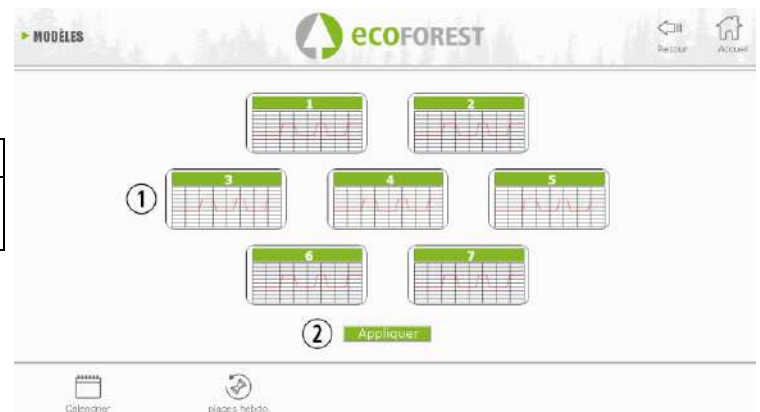 ► MODÈLES
ecoFOREST
Retour
Accueil
1
2
3
4
5
1
6
7
2 Appliquer
Calendrier
plages hebdo.